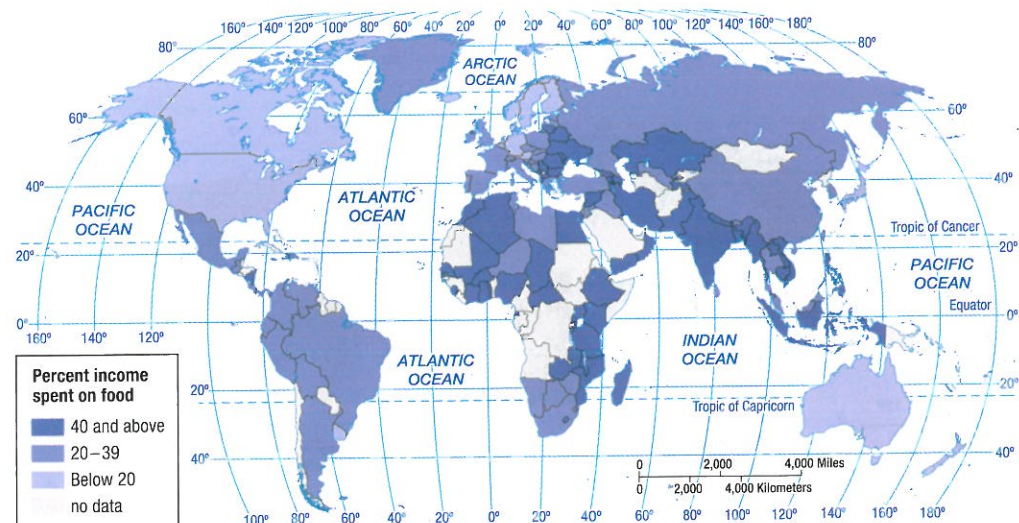 160° 140° 120° 100° 80° 60° 40° 20° 0° 20° 40° 60° 80° 100° 120° 140° 160° 180°
80°
80°
ARCTIC
OCEAN
60°
60°
40°
40°
ATLANTIC
OCEAN
PACIFIC
OCEAN
Tropic of Cancer
20°
20°
PACIFIC
OCEAN
Equator
0°
0°
160°
140°
120°
INDIAN
OCEAN
ATLANTIC
OCEAN
20°
Tropic of Capricorn
20°
40°
40°
Percent income
spent on food
40 and above
20–39
Below 20
no data
0 2,000 4,000 Miles
0 2,000 4,000 Kilometers
100° 80° 60° 40° 20° 0° 20° 40° 60° 80° 100° 120° 140° 160° 180°